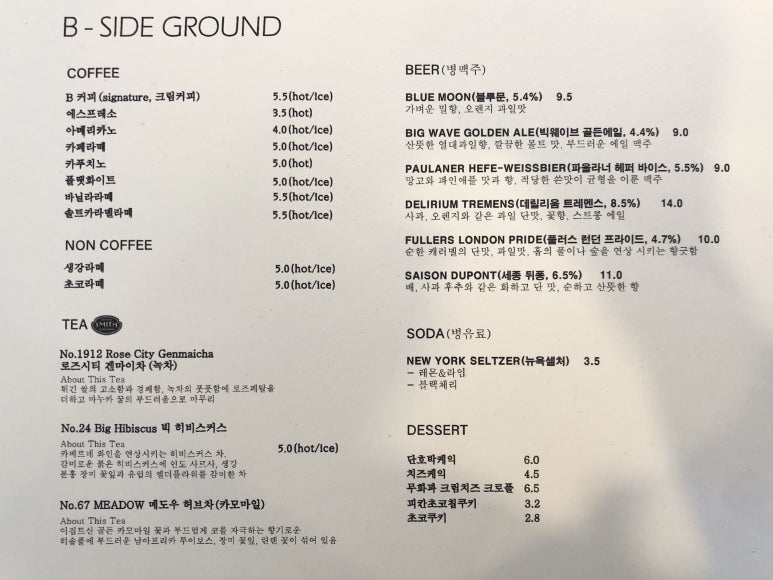 B - SIDE GROUND
COFFEE
B 커피(signature, 크림커피) 5.5(hot/ice)
에스프레소 3.5(hot)
아메리카노 4.0(hot/ice)
카페라떼 5.0(hot/ice)
카푸치노 5.0(hot)
플랫화이트 5.0(hot/ice)
바닐라라떼 5.5(hot/ice)
솔트카라멜라떼 5.5(hot/ice)
NON COFFEE
생강라떼 5.0(hot/ice)
초코라떼 5.0(hot/ice)
TEA SMITH
No.1912 Rose City Genmaicha
로즈시티 겐마이차 (녹차)
About This Tea
튀긴 쌀의 고소함과 경쾌함, 녹차의 풋풋함에 로즈페탈을
더하고 마누카 꿀의 부드러움으로 마무리
No.24 Big Hibiscus 빅 히비스커스
About This Tea
카베르네 와인을 연상시키는 히비스커스 차.
5.0(hot/ice)
감미로운 붉은 히비스커스에 인도 사르사, 생강
분홍 장미 꽃잎과 유럽의 엘더플라워를 감미한 차
No.67 MEADOW 메도우 허브차(카모마일)
About This Tea
이집트산 골든 카모마일 꽃과 부드럽게 코를 자극하는 향기로운
히솝풀에 부드러운 남아프리카 루이보스, 장미 꽃잎, 린덴 꽃이 섞여 있음
BEER(병맥주)
BLUE MOON(블루문, 5.4%) 9.5
가벼운 밀향, 오렌지 과일맛
BIG WAVE GOLDEN ALE(빅웨이브 골든에일, 4.4%) 9.0
산뜻한 열대과일향, 깔끔한 몰트 맛, 부드러운 에일 맥주
PAULANER HEFE-WEISSBIER(파울라너 헤퍼 바이스, 5.5%) 9.0
망고와 파인애플 맛과 향, 적당한 쓴맛이 균형을 이룬 맥주
DELIRIUM TREMENS(데릴리움 트레멘스, 8.5%) 14.0
사과, 오렌지와 같은 과일 단맛, 꽃향, 스트롱 에일
FULLERS LONDON PRIDE(풀러스 런던 프라이드, 4.7%) 10.0
순한 캐러멜의 단맛, 과일맛, 홉의 풀이나 숲을 연상 시키는 향긋함
SAISON DUPONT(세종 뒤퐁, 6.5%) 11.0
배, 사과 후추와 같은 화하고 단 맛, 순하고 산뜻한 향
SODA(병음료)
NEW YORK SELTZER(뉴욕셀처) 3.5
- 레몬&라임
- 블랙체리
DESSERT
단호박케익 6.0
치즈케익 4.5
무화과 크림치즈 크로플 6.5
피칸초코칩쿠키 3.2
초코쿠키 2.8